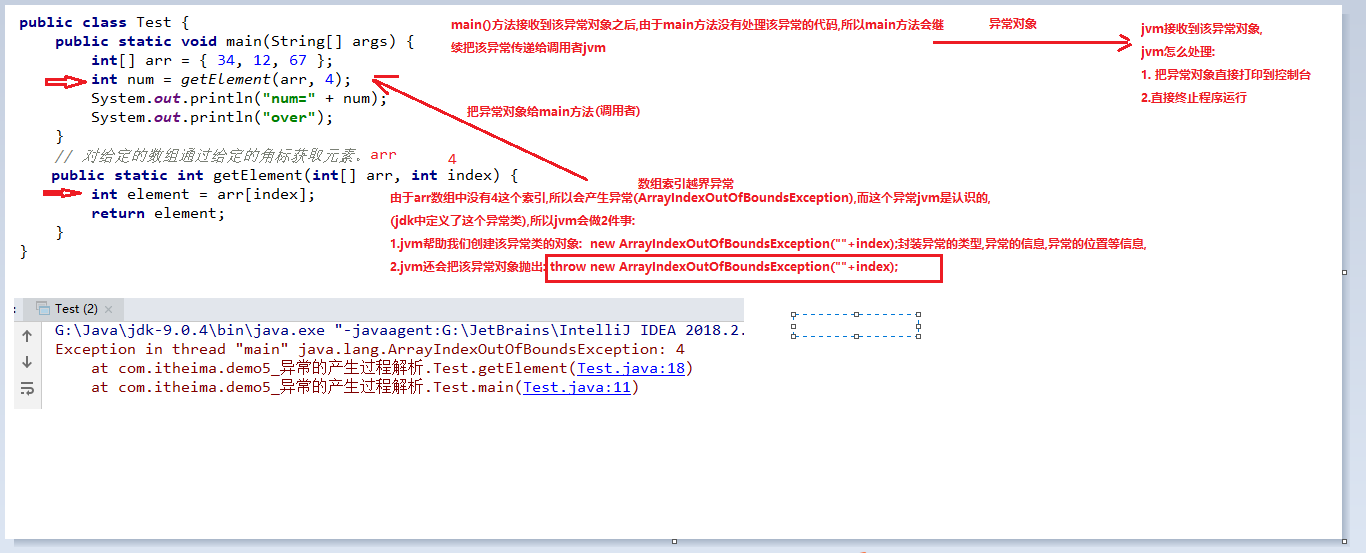 public class Test {
main()方法接收到该异常对象之后,由于main方法没有处理该异常的代码,所以main方法会继
续把该异常传递给调用者jvm
异常对象
jvm接收到该异常对象,
jvm怎么处理:
1. 把异常对象直接打印到控制台
2.直接终止程序运行
public static void main(String[] args) {
int[] arr = { 34, 12, 67 };
int num = getElement(arr, 4);
System.out.println("num=" + num);
System.out.println("over");
}
把异常对象给main方法(调用者)
// 对给定的数组通过给定的角标获取元素。
arr
4
public static int getElement(int[] arr, int index) {
int element = arr[index];
return element;
}
}
数组索引越界异常
由于arr数组中没有4这个索引,所以会产生异常(ArrayIndexOutOfBoundsException),而这个异常jvm是认识的,
(jdk中定义了这个异常类),所以jvm会做2件事:
1.jvm帮助我们创建该异常类的对象: new ArrayIndexOutOfBoundsException(""+index);封装异常的类型,异常的信息,异常的位置等信息,
2.jvm还会把该异常对象抛出: throw new ArrayIndexOutOfBoundsException(""+index);
Test (2)
G:\Java\jdk-9.0.4\bin\java.exe "-javaagent:G:\JetBrains\IntelliJ IDEA 2018.2.
Exception in thread "main" java.lang.ArrayIndexOutOfBoundsException: 4
at com.itheima.demo5_异常的产生过程解析.Test.getElement(Test.java:18)
at com.itheima.demo5_异常的产生过程解析.Test.main(Test.java:11)